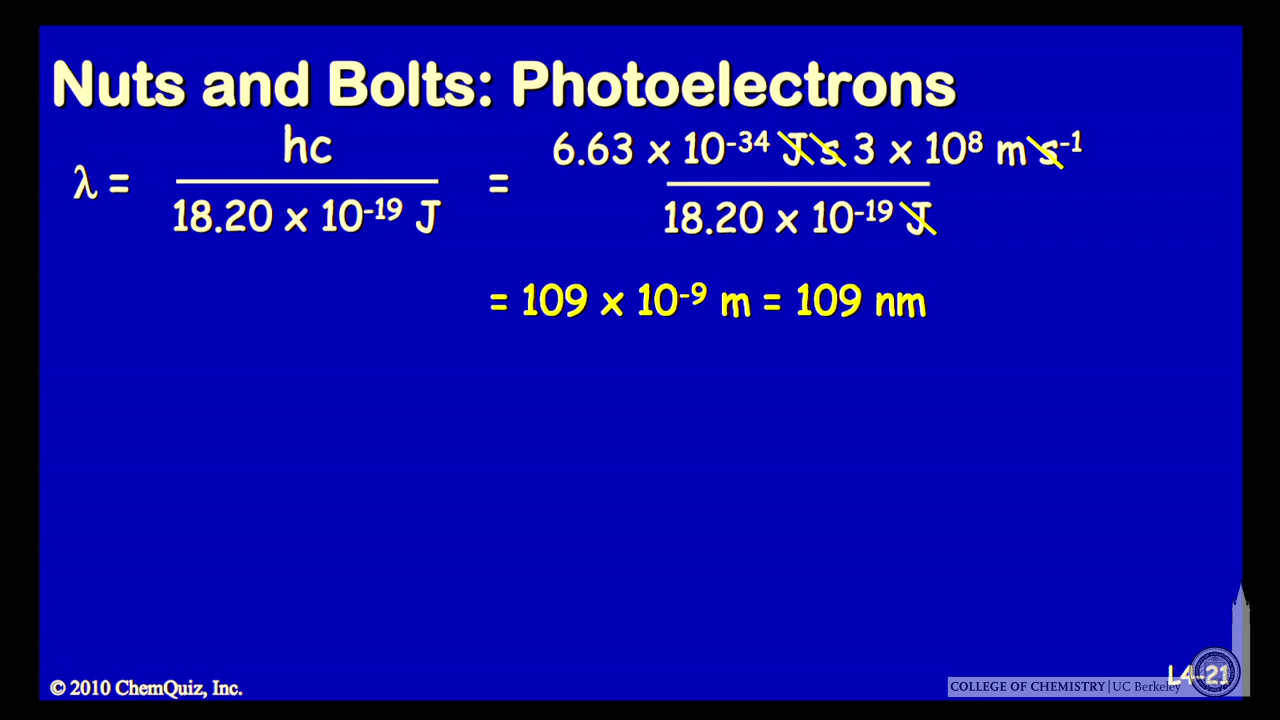 Nuts and Bolts: Photoelectrons
λ = hc / 18.20 x 10⁻¹⁹ J = 6.63 x 10⁻³⁴ J s 3 x 10⁸ m s⁻¹ / 18.20 x 10⁻¹⁹ J
= 109 x 10⁻⁹ m = 109 nm
© 2010 ChemQuiz, Inc.
COLLEGE OF CHEMISTRY | UC Berkeley
L4-21